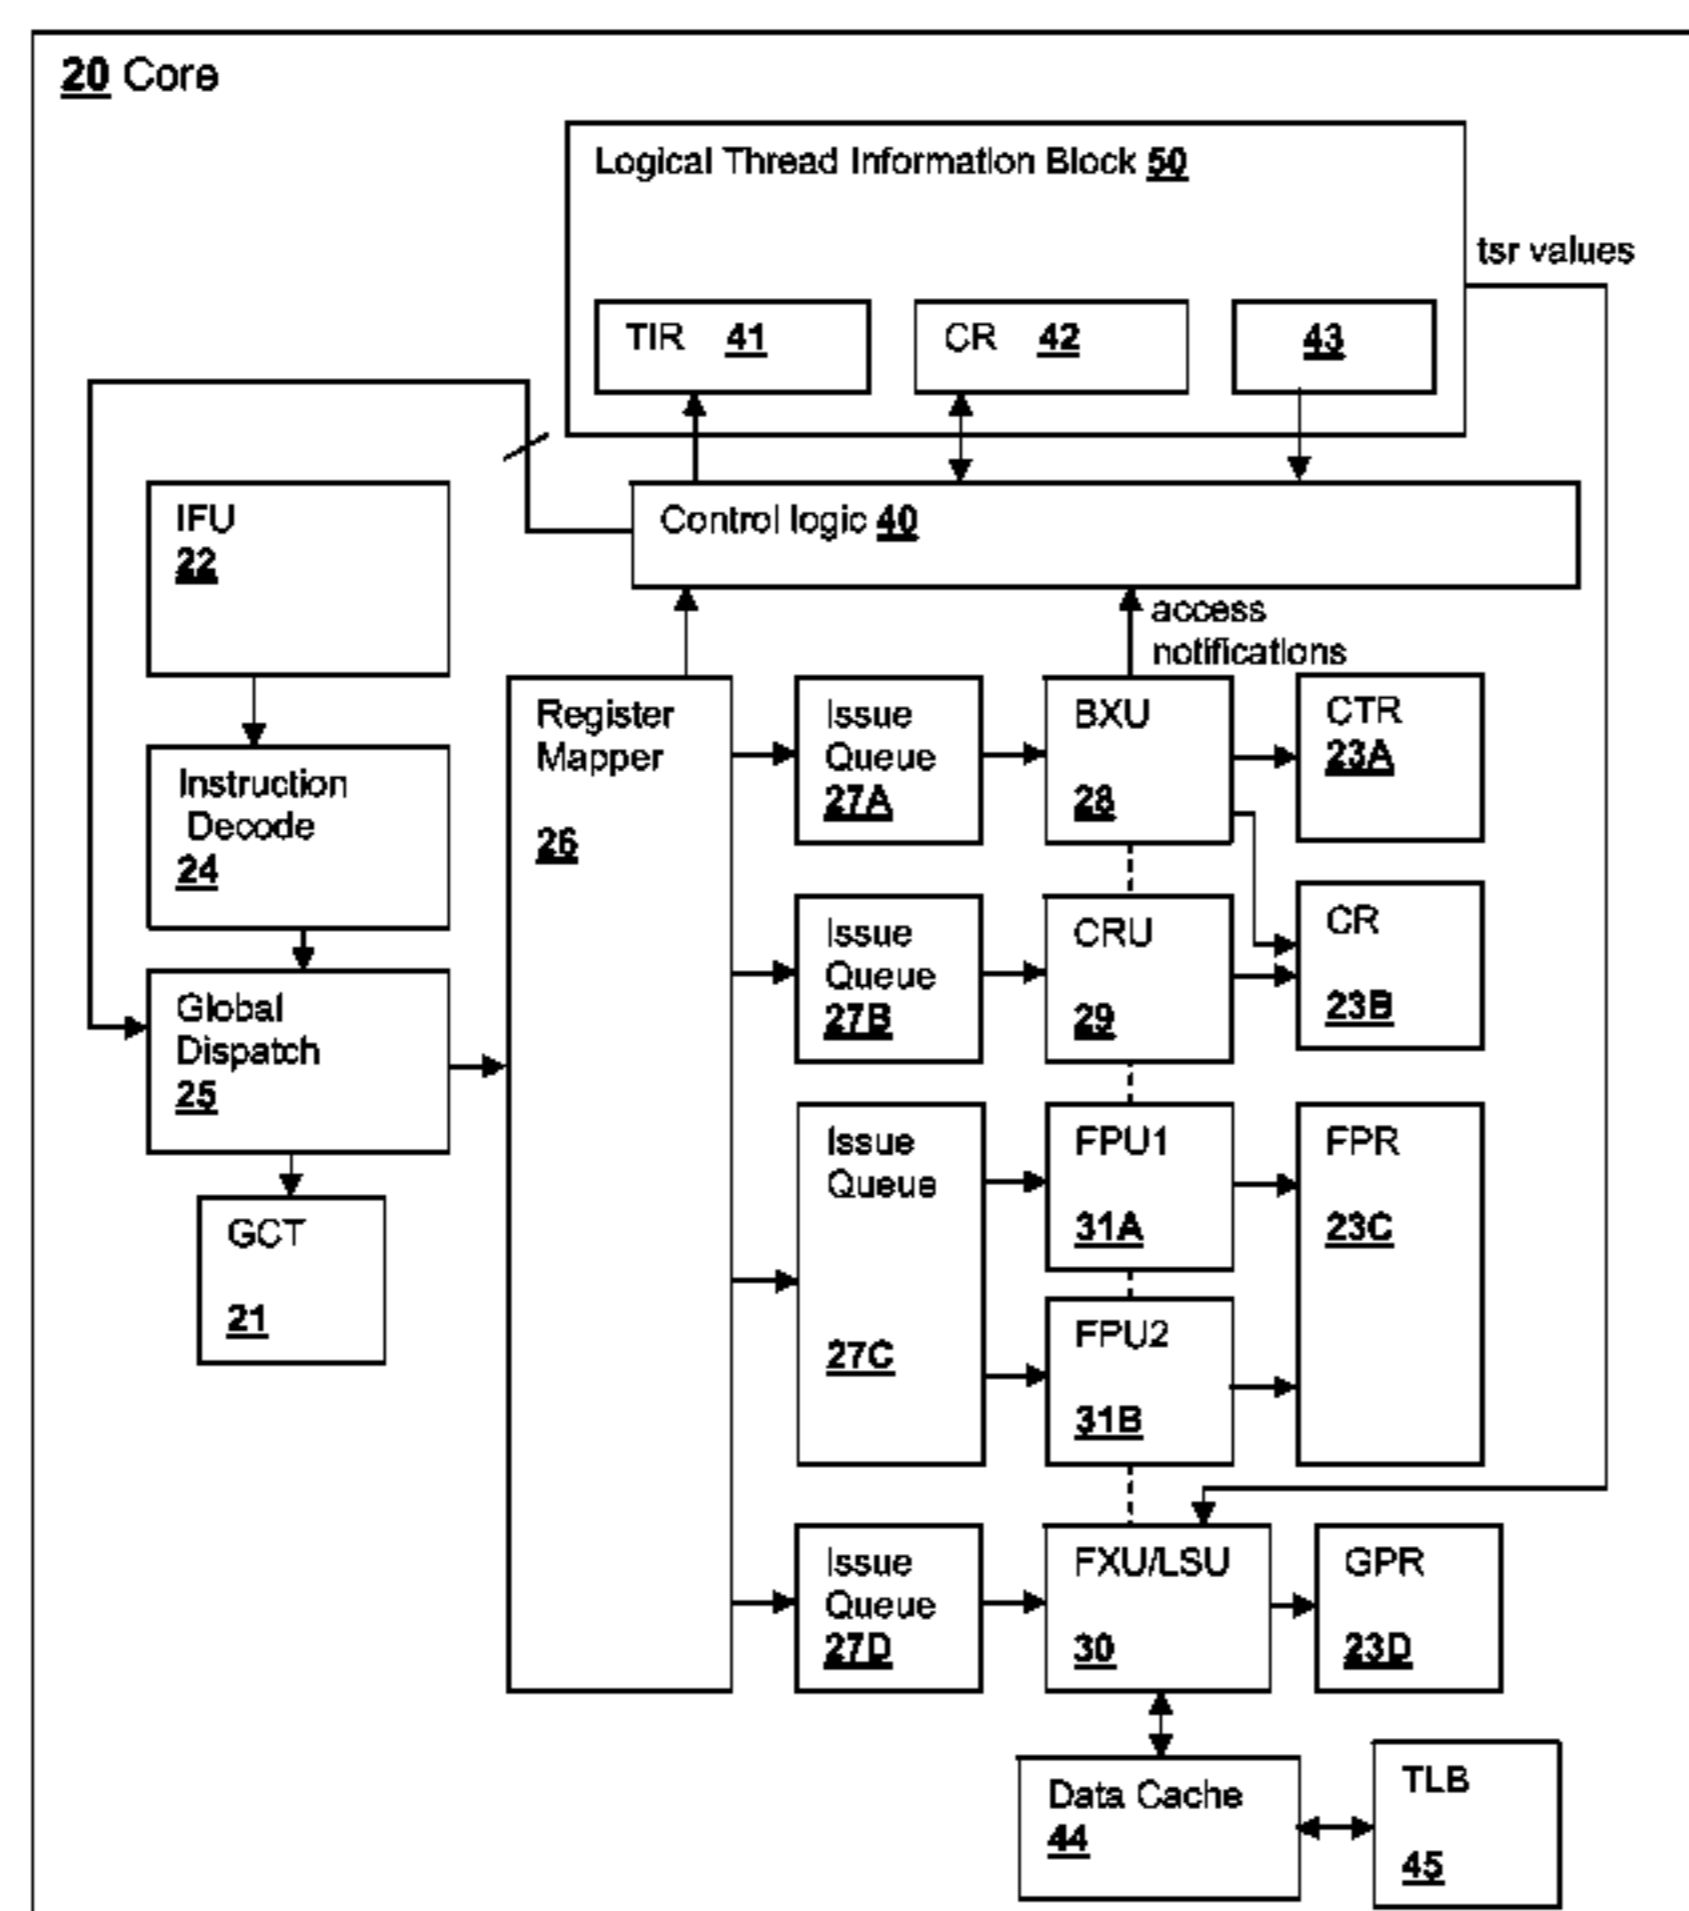 20 Core
Logical Thread Information Block 50
tsr values
TIR 41
CR 42
43
IFU
22
Control logic 40
access
notifications
Register
Mapper
26
Issue
Queue
27A
BXU
28
CTR
23A
Instruction
Decode
24
Issue
Queue
27B
CRU
29
CR
23B
Global
Dispatch
25
Issue
Queue
27C
FPU1
31A
FPR
23C
GCT
21
FPU2
31B
Issue
Queue
27D
FXU/LSU
30
GPR
23D
Data Cache
44
TLB
45